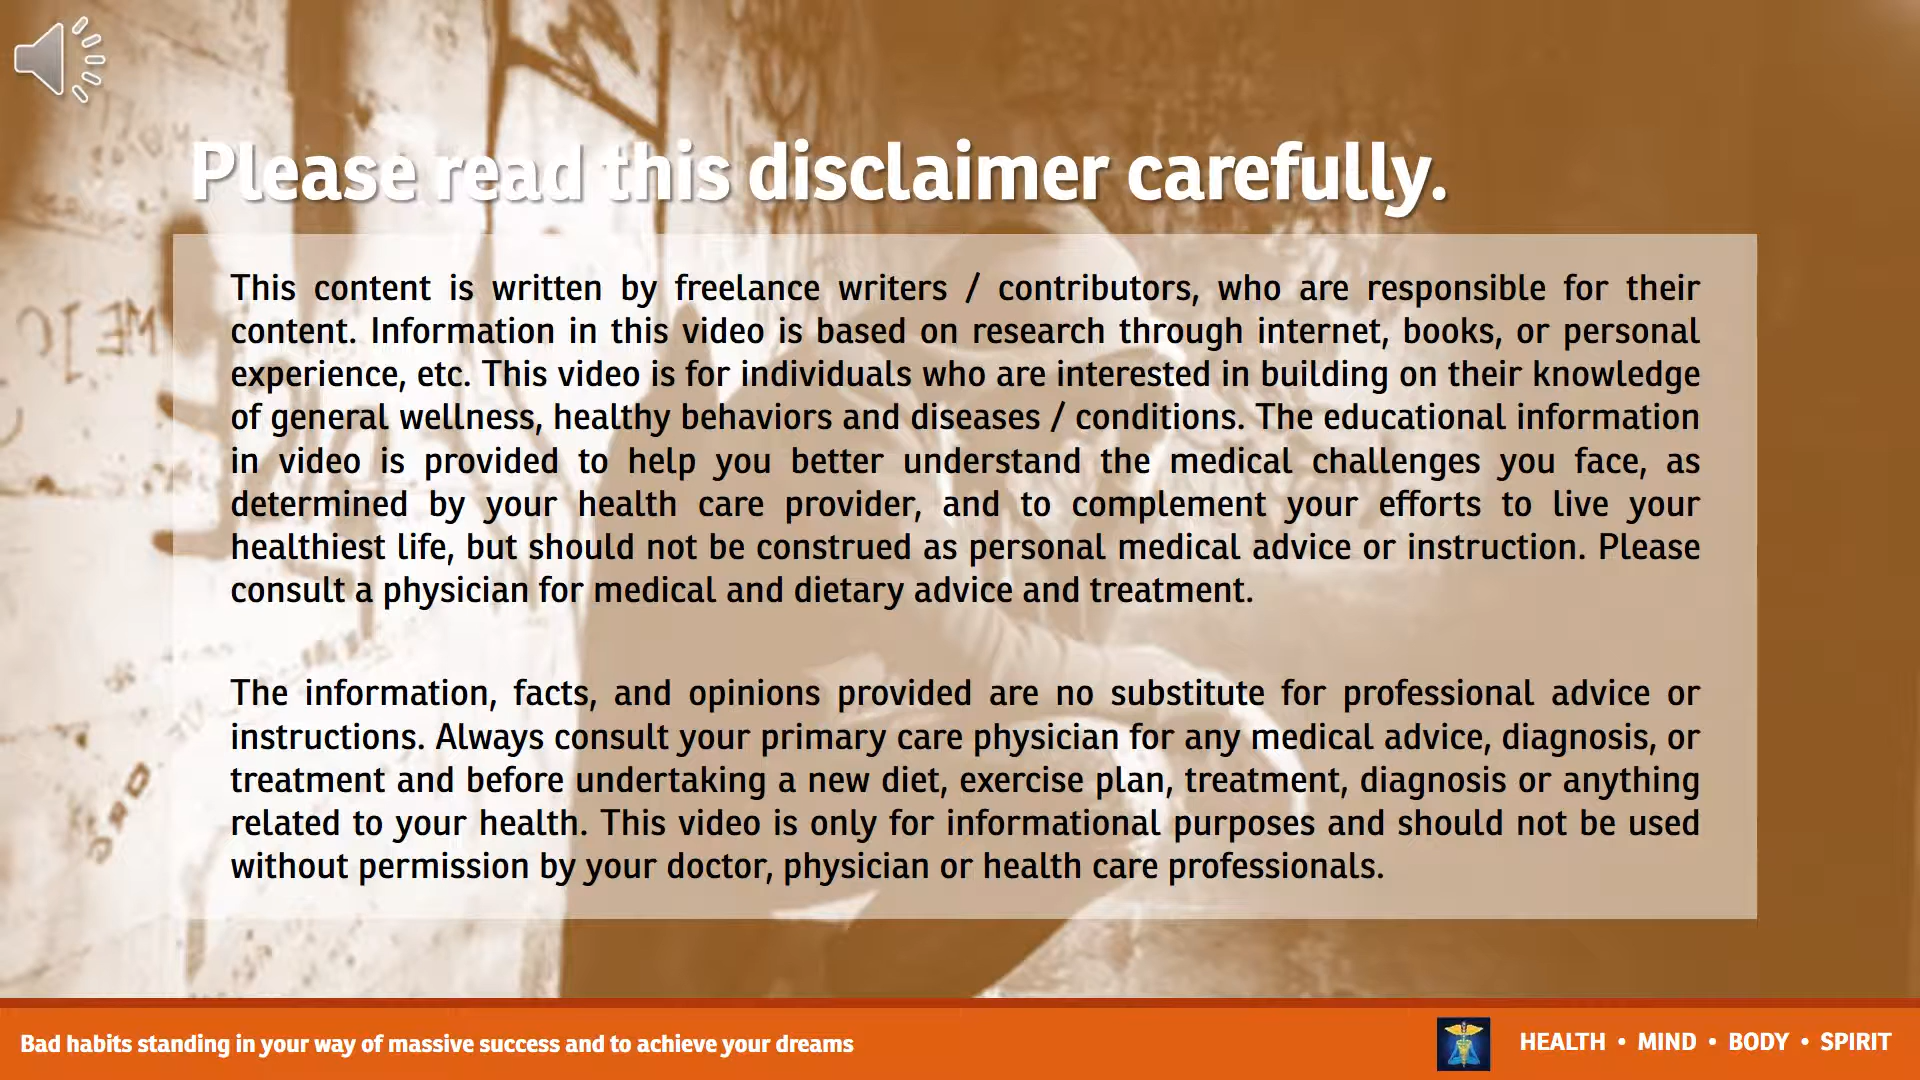 Please read this disclaimer carefully.
This content is written by freelance writers / contributors, who are responsible for their
content. Information in this video is based on research through internet, books, or personal
experience, etc. This video is for individuals who are interested in building on their knowledge
of general wellness, healthy behaviors and diseases / conditions. The educational information
in video is provided to help you better understand the medical challenges you face, as
determined by your health care provider, and to complement your efforts to live your
healthiest life, but should not be construed as personal medical advice or instruction. Please
consult a physician for medical and dietary advice and treatment.
The information, facts, and opinions provided are no substitute for professional advice or
instructions. Always consult your primary care physician for any medical advice, diagnosis, or
treatment and before undertaking a new diet, exercise plan, treatment, diagnosis or anything
related to your health. This video is only for informational purposes and should not be used
without permission by your doctor, physician or health care professionals.
Bad habits standing in your way of massive success and to achieve your dreams
HEALTH • MIND • BODY • SPIRIT